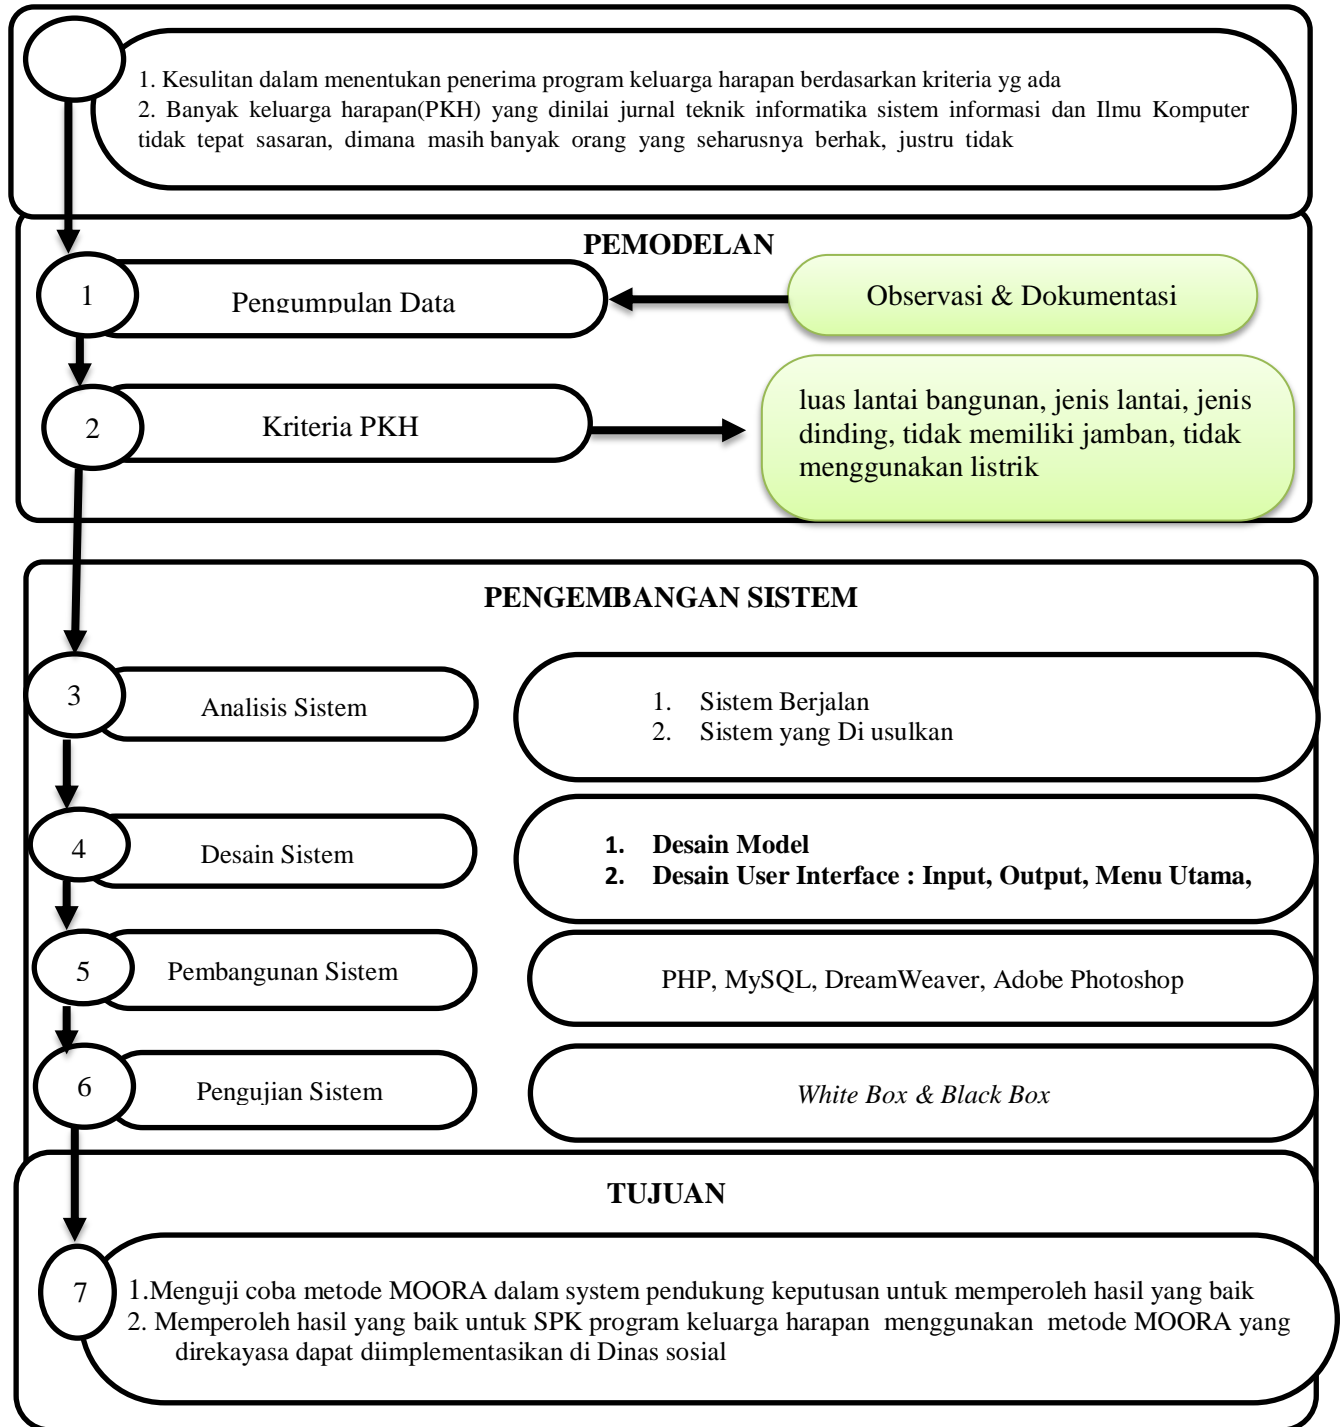 1. Kesulitan dalam menentukan penerima program keluarga harapan berdasarkan kriteria yg ada
2. Banyak keluarga harapan(PKH) yang dinilai jurnal teknik informatika sistem informasi dan Ilmu Komputer
tidak tepat sasaran, dimana masih banyak orang yang seharusnya berhak, justru tidak
PEMODELAN
1
Pengumpulan Data
Observasi & Dokumentasi
2
Kriteria PKH
luas lantai bangunan, jenis lantai, jenis
dinding, tidak memiliki jamban, tidak
menggunakan listrik
PENGEMBANGAN SISTEM
3
Analisis Sistem
1. Sistem Berjalan
2. Sistem yang Di usulkan
4
Desain Sistem
1. Desain Model
2. Desain User Interface : Input, Output, Menu Utama,
5
Pembangunan Sistem
PHP, MySQL, DreamWeaver, Adobe Photoshop
6
Pengujian Sistem
White Box & Black Box
TUJUAN
7
1.Menguji coba metode MOORA dalam system pendukung keputusan untuk memperoleh hasil yang baik
2. Memperoleh hasil yang baik untuk SPK program keluarga harapan menggunakan metode MOORA yang
direkayasa dapat diimplementasikan di Dinas sosial